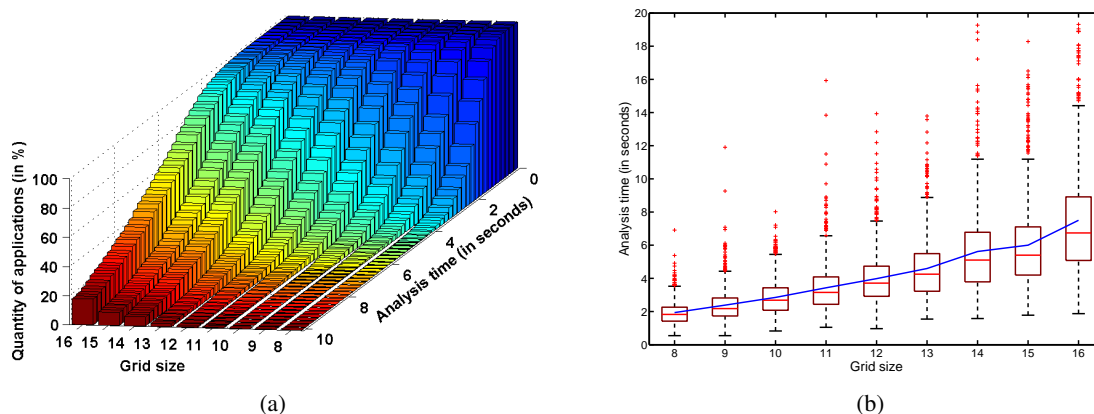 Quantity of applications (in %)
100
80
60
40
20
0
16 15 14 13 12 11 10 9 8
Grid size
10
8
6
4
2
0
Analysis time (in seconds)
(a)
Analysis time (in seconds)
20
18
16
14
12
10
8
6
4
2
0
8 9 10 11 12 13 14 15 16
Grid size
(b)